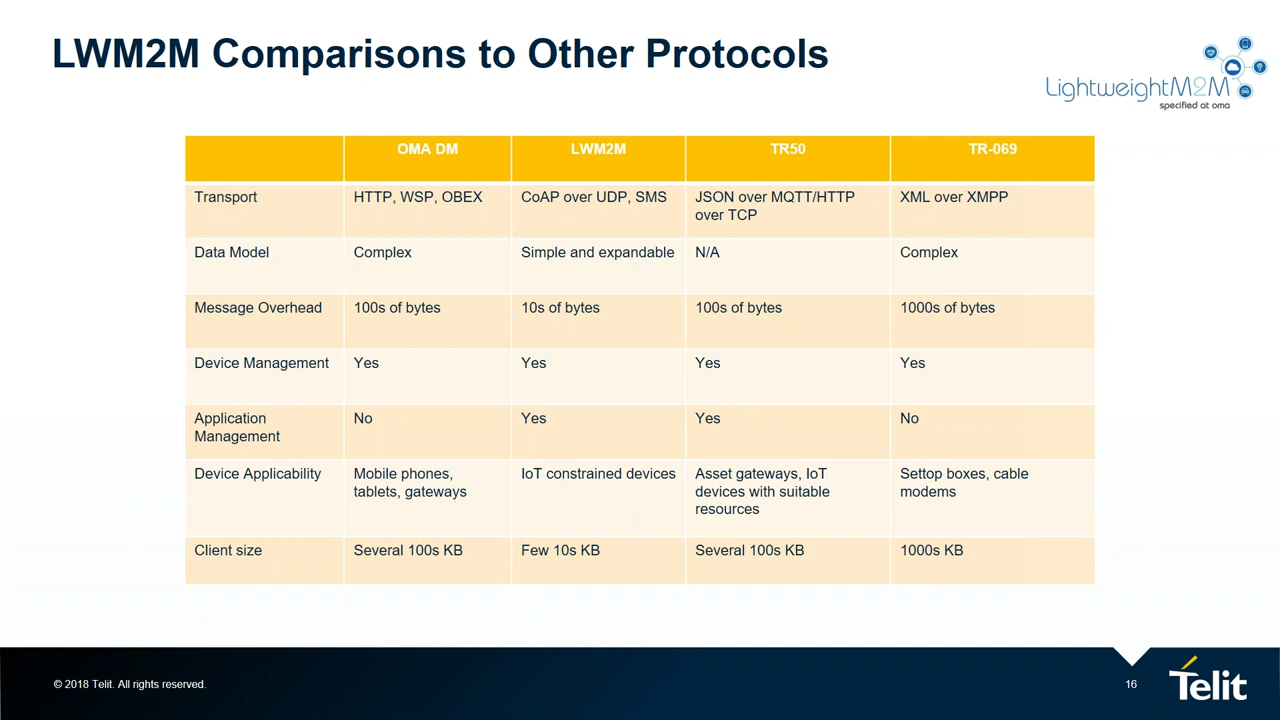 LWM2M Comparisons to Other Protocols
LightweightM2M
specified at oma
OMA DM LWM2M TR50 TR-069
Transport HTTP, WSP, OBEX CoAP over UDP, SMS JSON over MQTT/HTTP over TCP XML over XMPP
Data Model Complex Simple and expandable N/A Complex
Message Overhead 100s of bytes 10s of bytes 100s of bytes 1000s of bytes
Device Management Yes Yes Yes Yes
Application Management No Yes Yes No
Device Applicability Mobile phones, tablets, gateways IoT constrained devices Asset gateways, IoT devices with suitable resources Settop boxes, cable modems
Client size Several 100s KB Few 10s KB Several 100s KB 1000s KB
© 2018 Telit. All rights reserved.
16
Telit